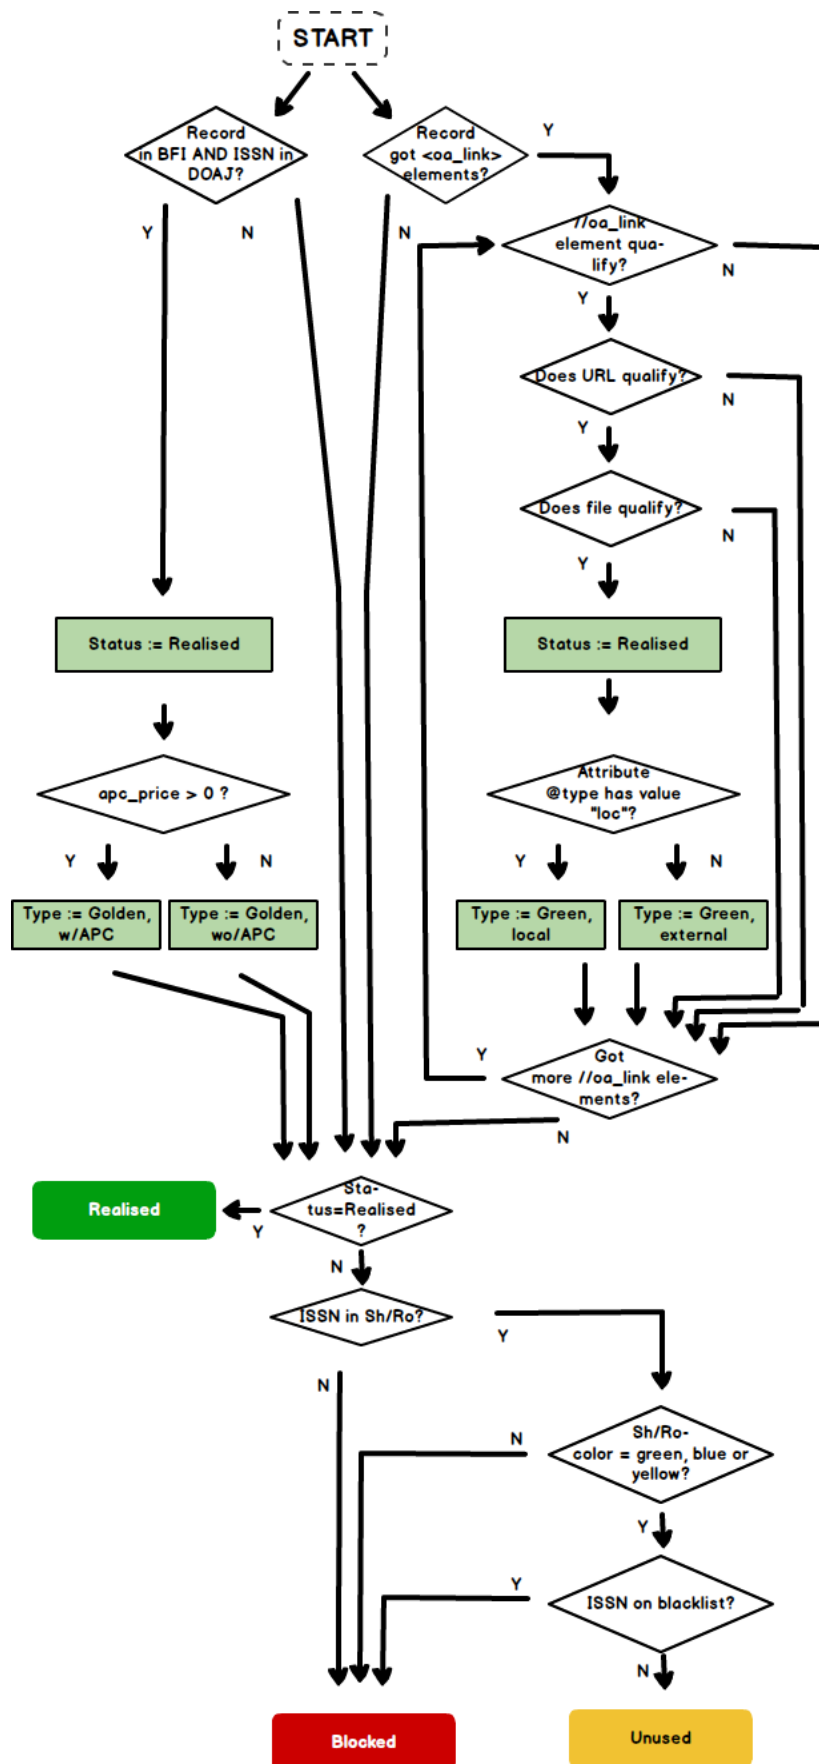 START
Record
in BFI AND ISSN in
DOAJ?
Record
got <oa_link>
elements?
Y
Y
N
N
//oa_link
element qua-
lify?
N
Y
Does URL qualify?
N
Y
Does file qualify?
N
Y
Status := Realised
Status := Realised
apc_price > 0 ?
Attribute
@type has value
"loc"?
Y
N
Y
N
Type := Golden,
w/APC
Type := Golden,
wo/APC
Type := Green,
local
Type := Green,
external
Y
Got
more //oa_link ele-
ments?
N
Realised
Y
Sta-
tus=Realised
?
N
ISSN in Sh/Ro?
Y
N
N
Sh/Ro-
color = green, blue or
yellow?
Y
Y
ISSN on blacklist?
N
Blocked
Unused